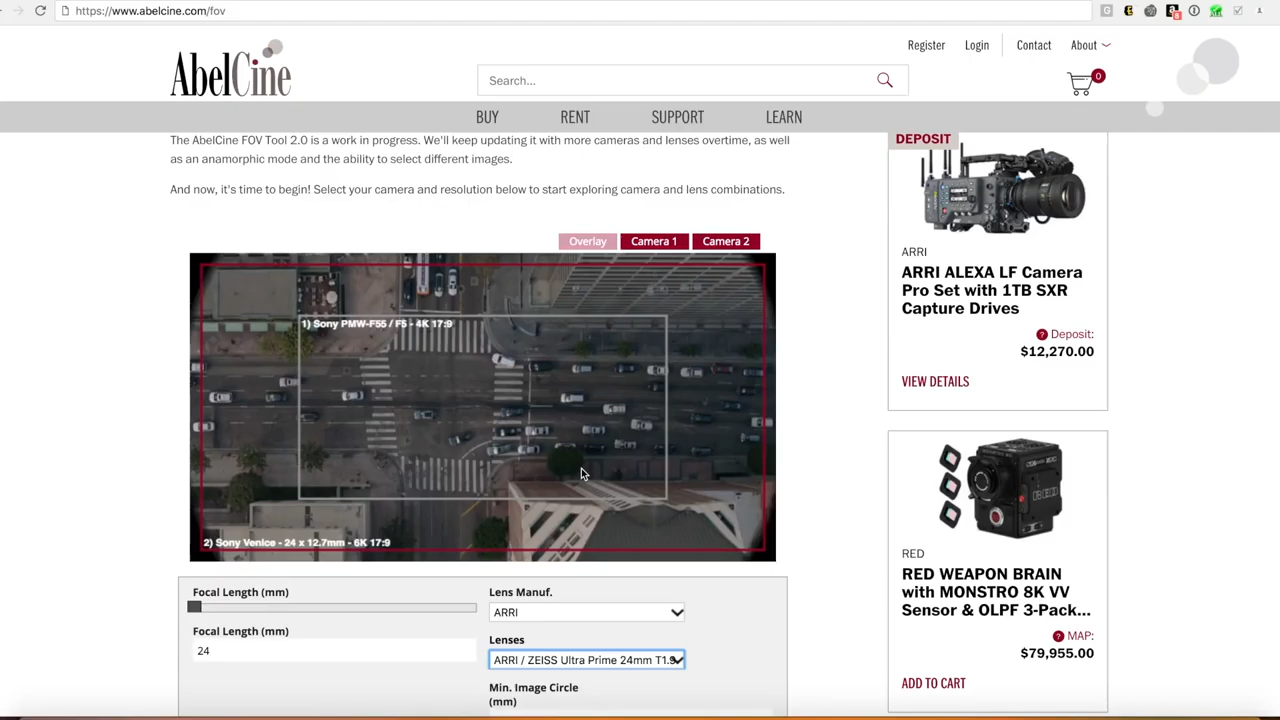 https://www.abelcine.com/fov
Register
Login
Contact
About
AbelCine
Search...
0
BUY
RENT
SUPPORT
LEARN
The AbelCine FOV Tool 2.0 is a work in progress. We'll keep updating it with more cameras and lenses overtime, as well
as an anamorphic mode and the ability to select different images.
And now, it's time to begin! Select your camera and resolution below to start exploring camera and lens combinations.
Overlay
Camera 1
Camera 2
1) Sony PMW-F55 / F5 - 4K 17:9
2) Sony Venice - 24 x 12.7mm - 6K 17:9
Focal Length (mm)
Focal Length (mm)
24
Lens Manuf.
ARRI
Lenses
ARRI / ZEISS Ultra Prime 24mm T1.9
Min. Image Circle
(mm)
DEPOSIT
ARRI
ARRI ALEXA LF Camera
Pro Set with 1TB SXR
Capture Drives
? Deposit:
$12,270.00
VIEW DETAILS
RED
RED WEAPON BRAIN
with MONSTRO 8K VV
Sensor & OLPF 3-Pack...
? MAP:
$79,955.00
ADD TO CART